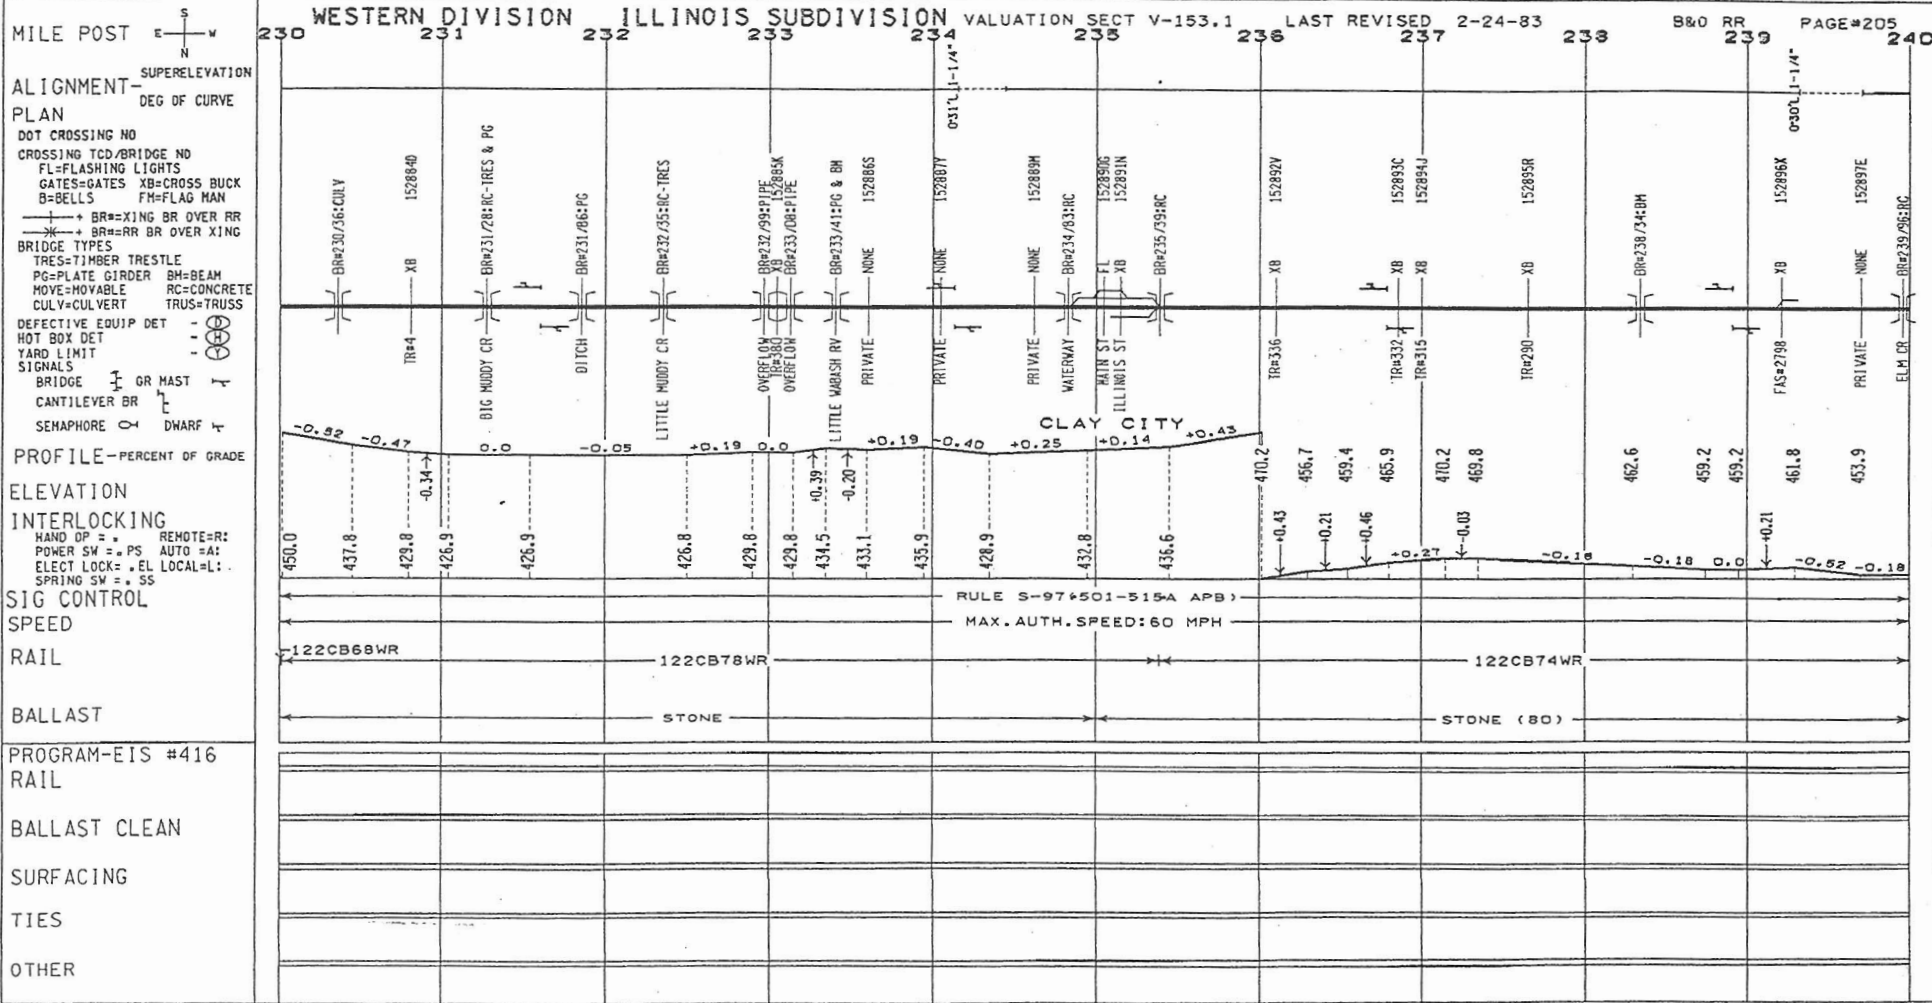 WESTERN DIVISION ILLINOIS SUBDIVISION VALUATION SECT V-153.1 LAST REVISED 2-24-83 B&O RR PAGE#205
MILE POST S E W N 230 231 232 233 234 235 236 237 238 239 240
SUPERELEVATION
ALIGNMENT-
DEG OF CURVE
0°31'L 1-1/4" 0°30'L 1-1/4"
PLAN
DOT CROSSING NO
CROSSING TCD/BRIDGE NO
FL=FLASHING LIGHTS
GATES=GATES XB=CROSS BUCK
B=BELLS FM=FLAG MAN
+ BR#=XING BR OVER RR
+ BR#=RR BR OVER XING
BRIDGE TYPES
TRES=TIMBER TRESTLE
PG=PLATE GIRDER BM=BEAM
MOVE=MOVABLE RC=CONCRETE
CULV=CULVERT TRUS=TRUSS
DEFECTIVE EQUIP DET - D
HOT BOX DET - H
YARD LIMIT - Y
SIGNALS
BRIDGE GR MAST
CANTILEVER BR
SEMAPHORE DWARF
BR#230/36:CULV
152884D
XB
TR#4
BR#231/28:RC-TRES & PG
BIG MUDDY CR
BR#231/86:PG
DITCH
BR#232/35:RC-TRES
LITTLE MUDDY CR
BR#232/99:PIPE
OVERFLOW
152885K
XB
TR#380
BR#233/08:PIPE
OVERFLOW
BR#233/41:PG & BM
LITTLE WABASH RV
152886S
NONE
PRIVATE
152887Y
NONE
PRIVATE
152889M
NONE
PRIVATE
BR#234/83:RC
WATERWAY
152890G
FL
MAIN ST
152891N
XB
ILLINOIS ST
BR#235/39:RC
152892V
XB
TR#336
152893C
XB
TR#332
152894J
XB
TR#315
152895R
XB
TR#290
BR#238/34:BM
152896X
XB
FAS#2798
152897E
NONE
PRIVATE
BR#239/96:RC
ELM CR
CLAY CITY
PROFILE-PERCENT OF GRADE
-0.52 -0.47 -0.34 0.0 -0.05 +0.19 0.0 +0.39 -0.20 +0.19 -0.40 +0.25 +0.14 +0.43
+0.43 +0.21 +0.46 +0.27 -0.03 -0.16 -0.18 0.0 +0.21 -0.52 -0.18
ELEVATION
470.2 456.7 459.4 465.9 470.2 469.8 462.6 459.2 459.2 461.8 453.9
450.0 437.8 429.8 426.9 426.9 426.8 429.8 429.8 434.5 433.1 435.9 428.9 432.8 436.6
INTERLOCKING
HAND OP = . REMOTE=R:
POWER SW = . PS AUTO =A:
ELECT LOCK= . EL LOCAL=L:
SPRING SW = . SS
SIG CONTROL RULE S-97(501-515A APB)
SPEED MAX.AUTH.SPEED:60 MPH
RAIL 122CB68WR 122CB78WR 122CB74WR
BALLAST STONE STONE (80)
PROGRAM-EIS #416
RAIL
BALLAST CLEAN
SURFACING
TIES
OTHER